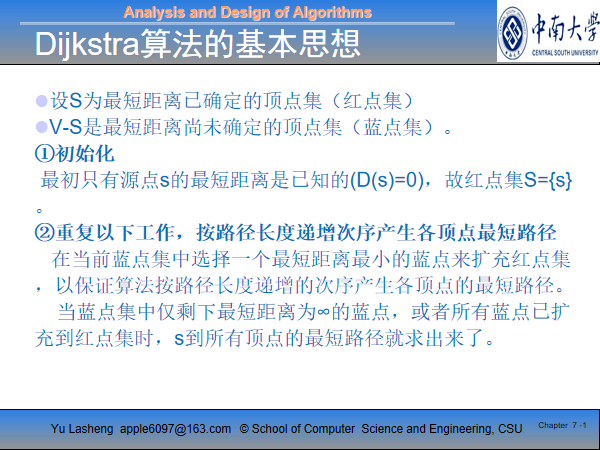 Analysis and Design of Algorithms
Dijkstra算法的基本思想
中南大学
CENTRAL SOUTH UNIVERSITY
设S为最短距离已确定的顶点集（红点集）
V-S是最短距离尚未确定的顶点集（蓝点集）。
①初始化
最初只有源点s的最短距离是已知的(D(s)=0)，故红点集S={s}
。
②重复以下工作，按路径长度递增次序产生各顶点最短路径
在当前蓝点集中选择一个最短距离最小的蓝点来扩充红点集
，以保证算法按路径长度递增的次序产生各顶点的最短路径。
当蓝点集中仅剩下最短距离为∞的蓝点，或者所有蓝点已扩
充到红点集时，s到所有顶点的最短路径就求出来了。
Yu Lasheng apple6097@163.com © School of Computer Science and Engineering, CSU
Chapter 7 -1